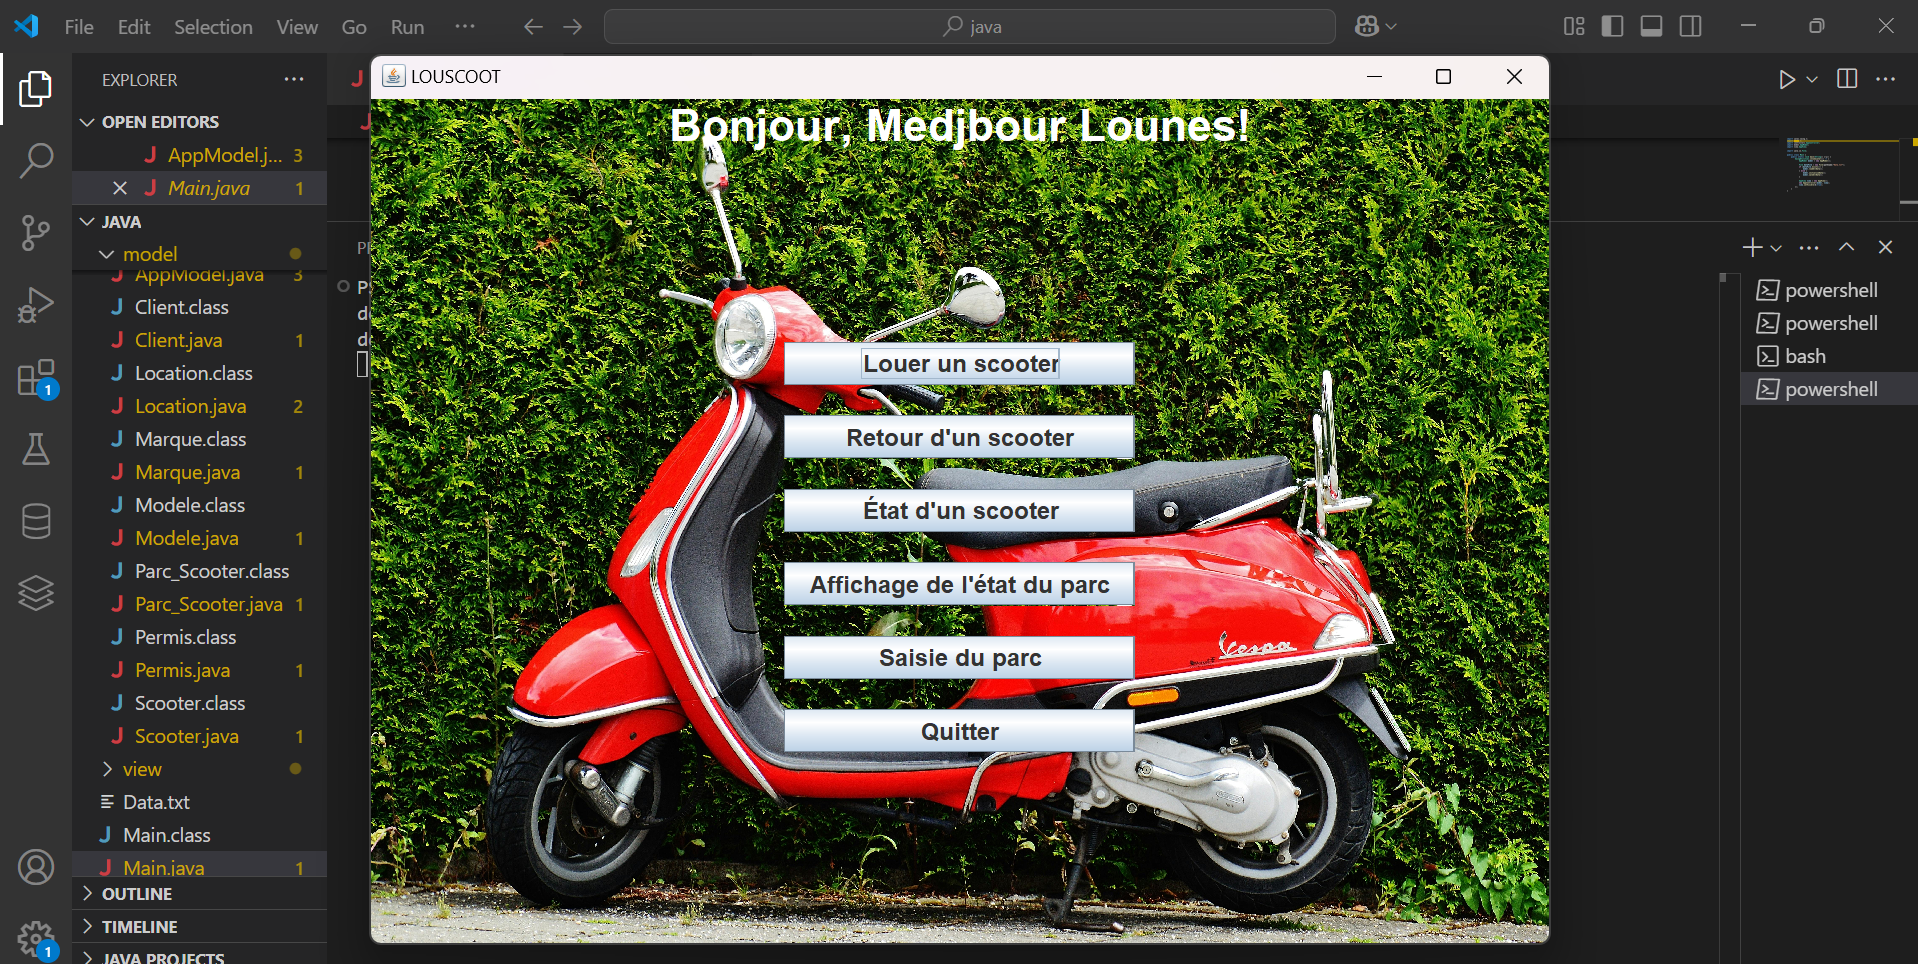 File Edit Selection View Go Run
java
EXPLORER
OPEN EDITORS
AppModel.j... 3
Main.java 1
JAVA
model
AppModel.java 3
Client.class
Client.java 1
Location.class
Location.java 2
Marque.class
Marque.java 1
Modele.class
Modele.java 1
Parc_Scooter.class
Parc_Scooter.java 1
Permis.class
Permis.java 1
Scooter.class
Scooter.java 1
view
Data.txt
Main.class
Main.java 1
OUTLINE
TIMELINE
JAVA PROJECTS
1
1
LOUSCOOT
Bonjour, Medjbour Lounes!
Louer un scooter
Retour d'un scooter
État d'un scooter
Affichage de l'état du parc
Saisie du parc
Quitter
Vespa
powershell
powershell
bash
powershell